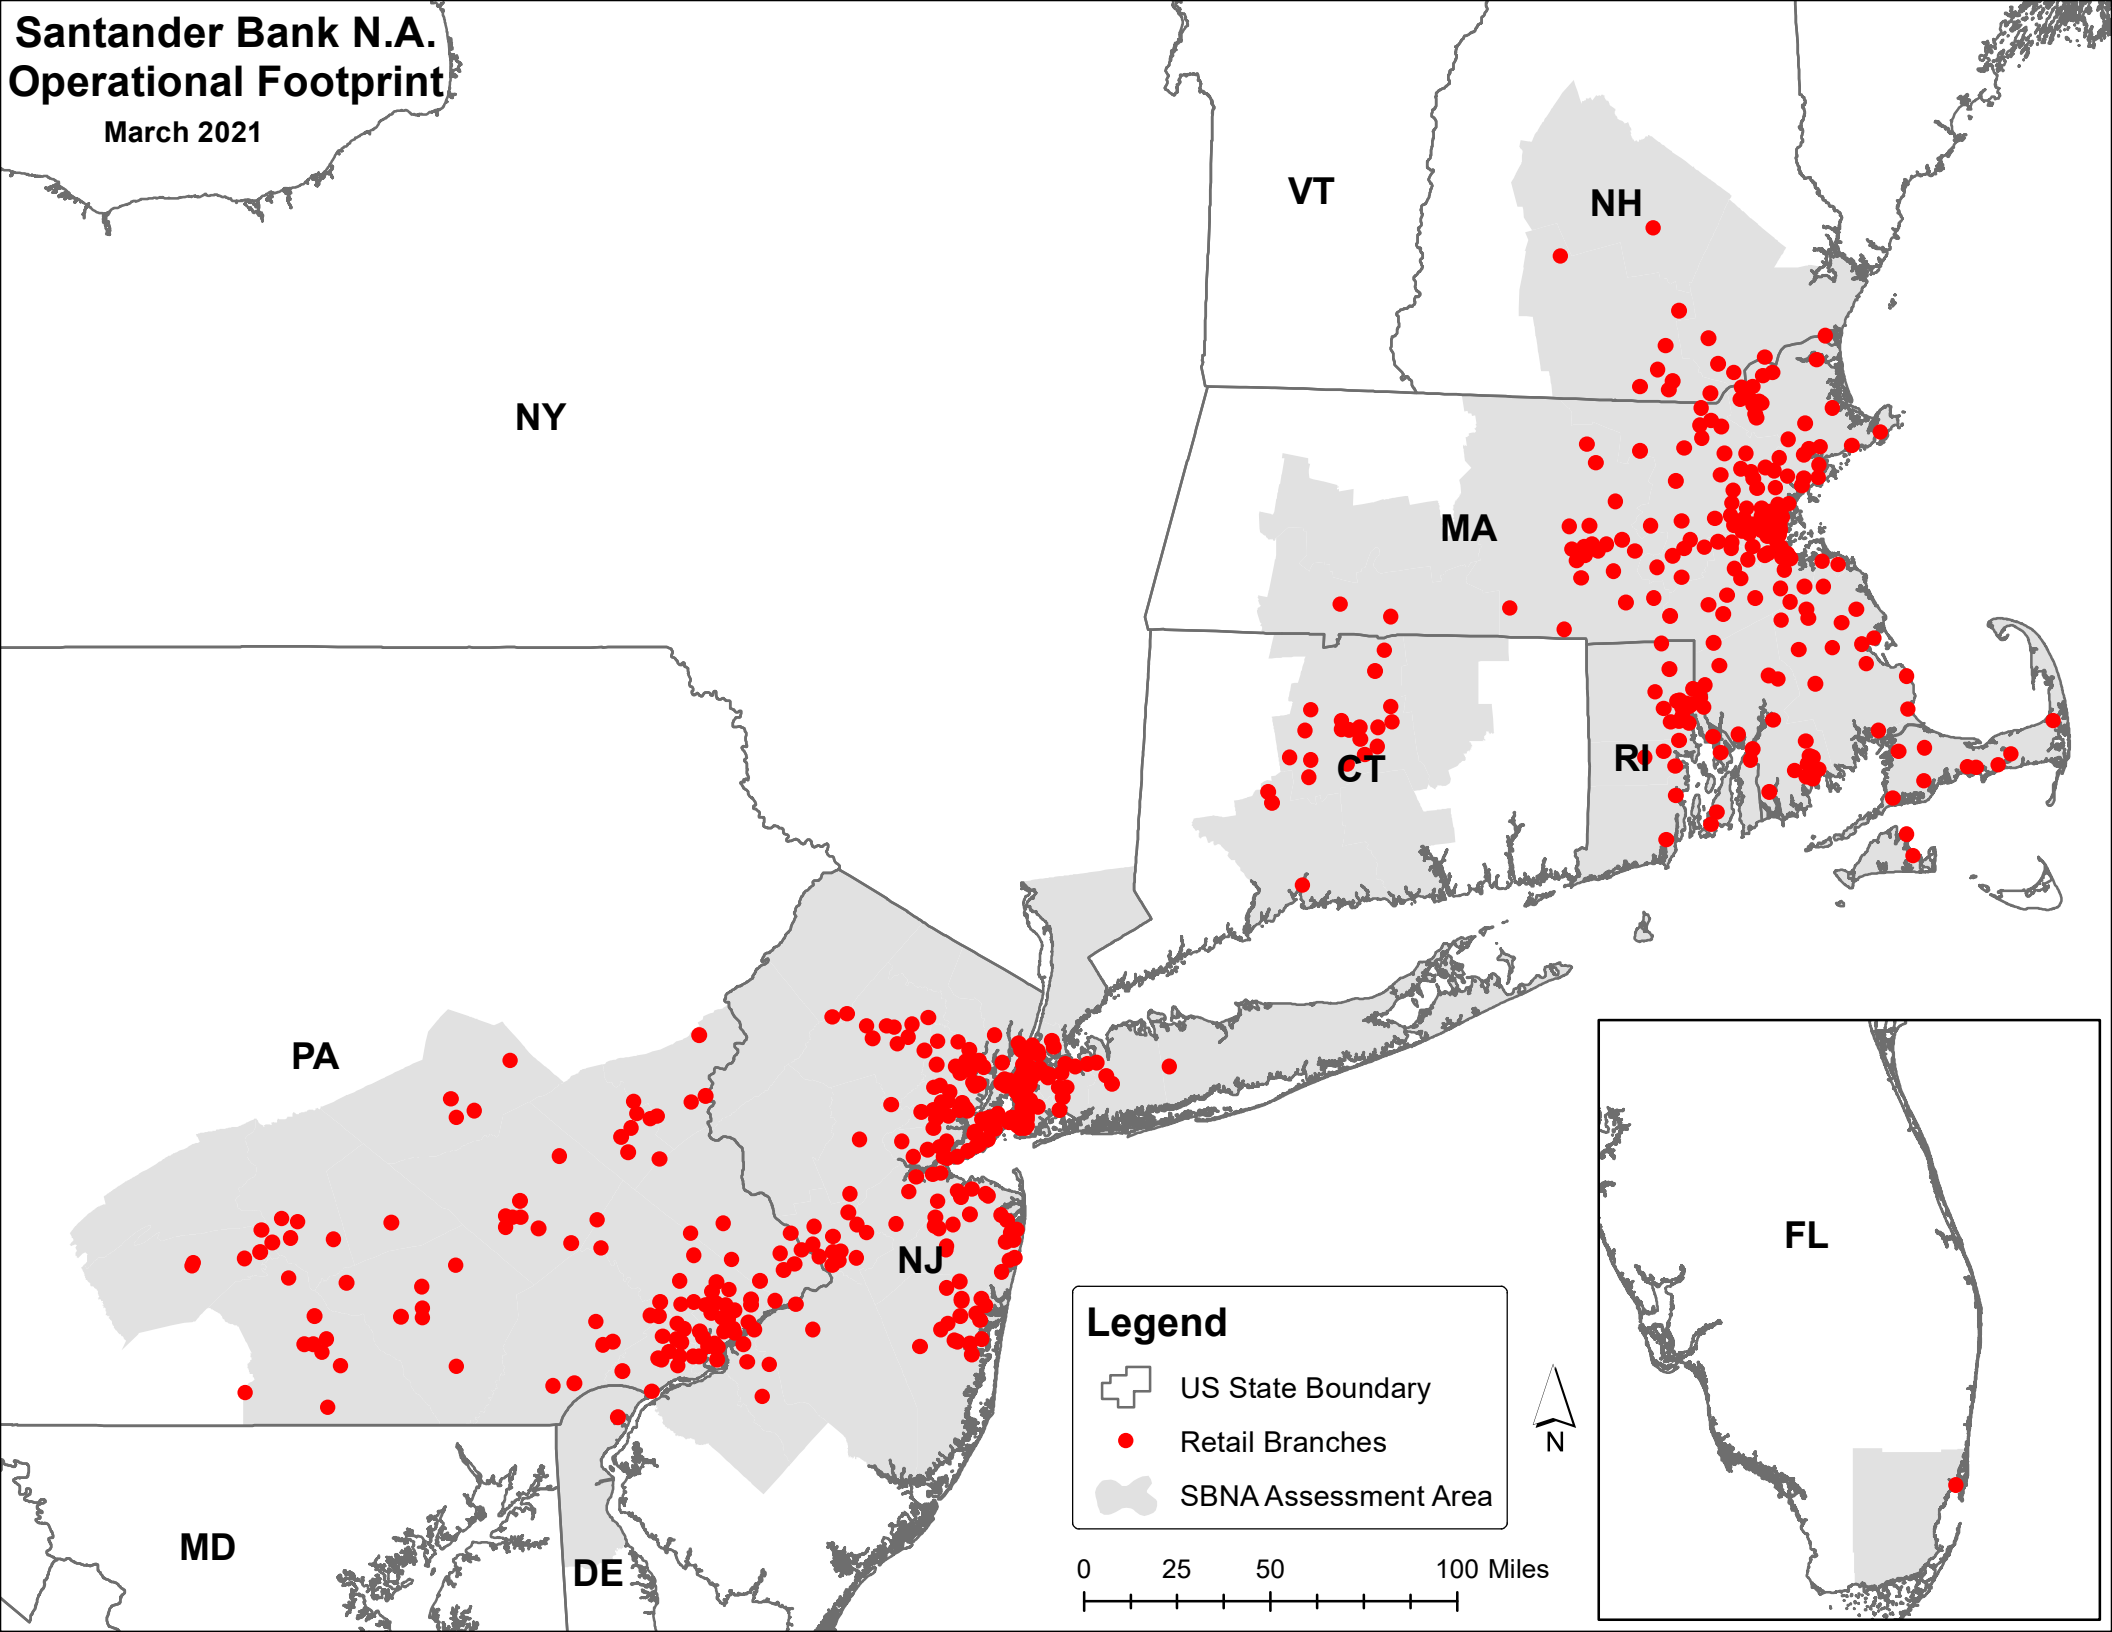 Santander Bank N.A.
Operational Footprint
March 2021
VT
NH
NY
MA
CT
RI
PA
NJ
FL
MD
DE
Legend
US State Boundary
Retail Branches
SBNA Assessment Area
N
0 25 50 100 Miles